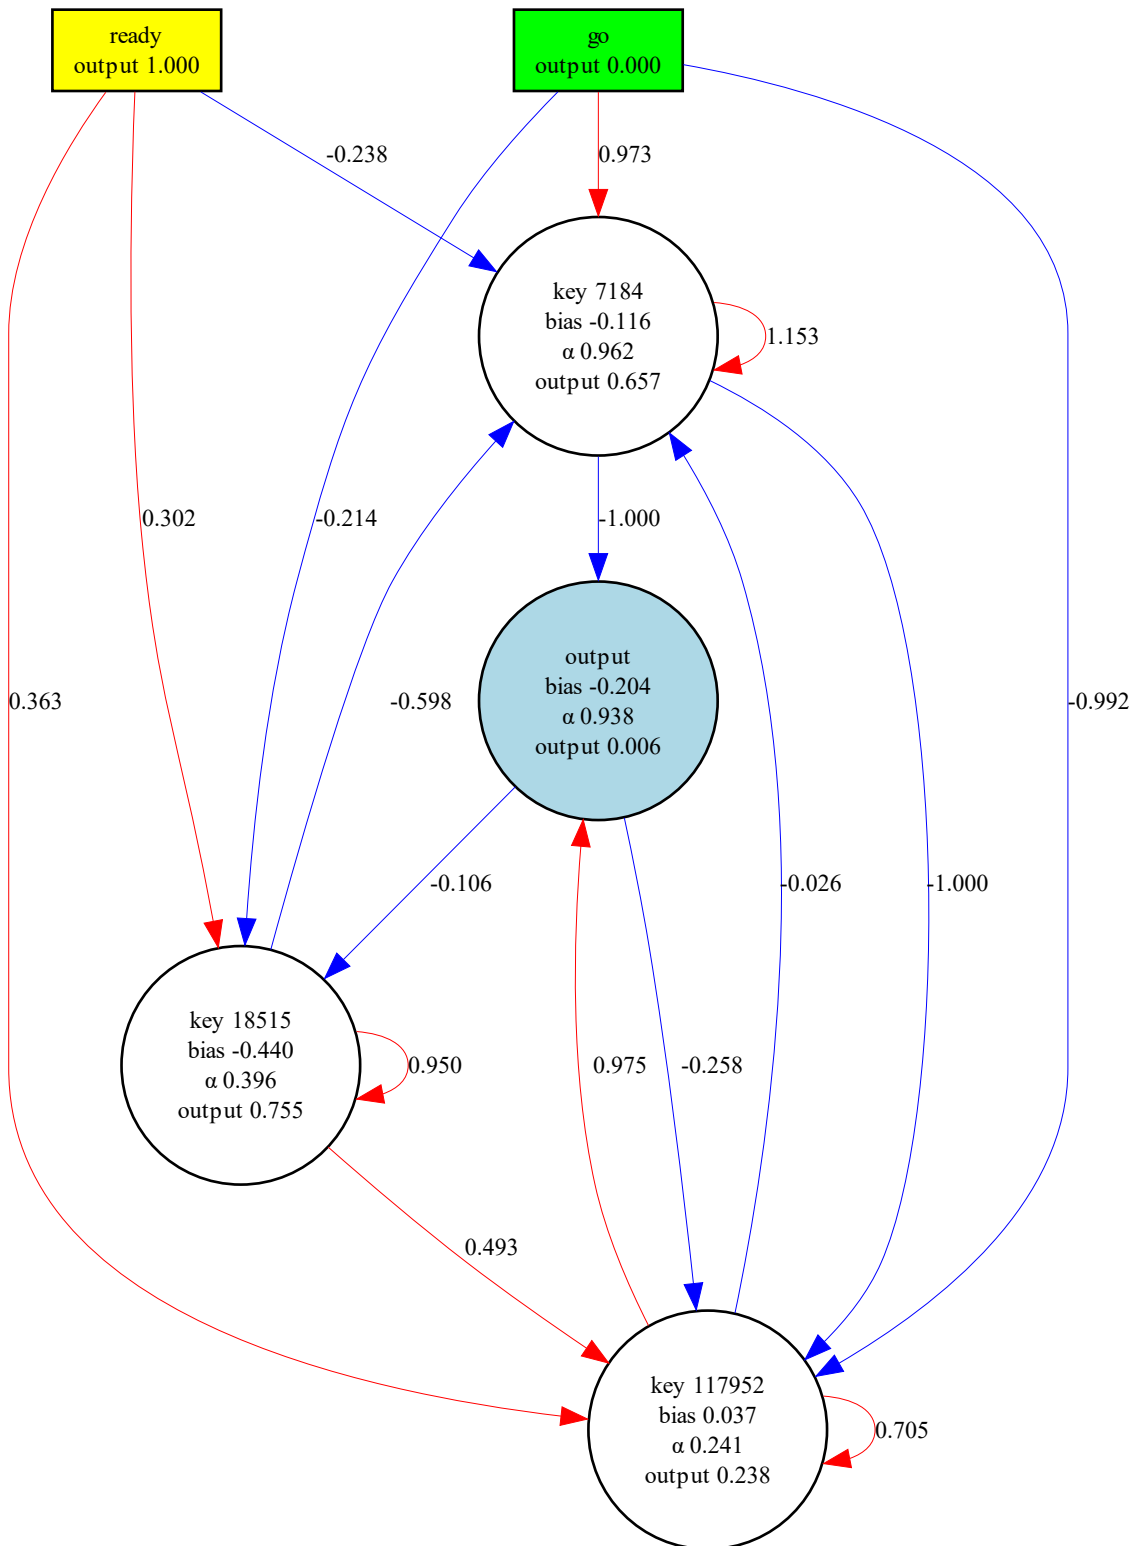 ready
output 1.000
go
output 0.000
-0.238
0.973
key 7184
bias -0.116
α 0.962
output 0.657
1.153
0.302
-0.214
-1.000
output
bias -0.204
α 0.938
output 0.006
0.363
-0.598
-0.992
-0.106
-0.026
-1.000
key 18515
bias -0.440
α 0.396
output 0.755
0.950
0.975
-0.258
0.493
key 117952
bias 0.037
α 0.241
output 0.238
0.705